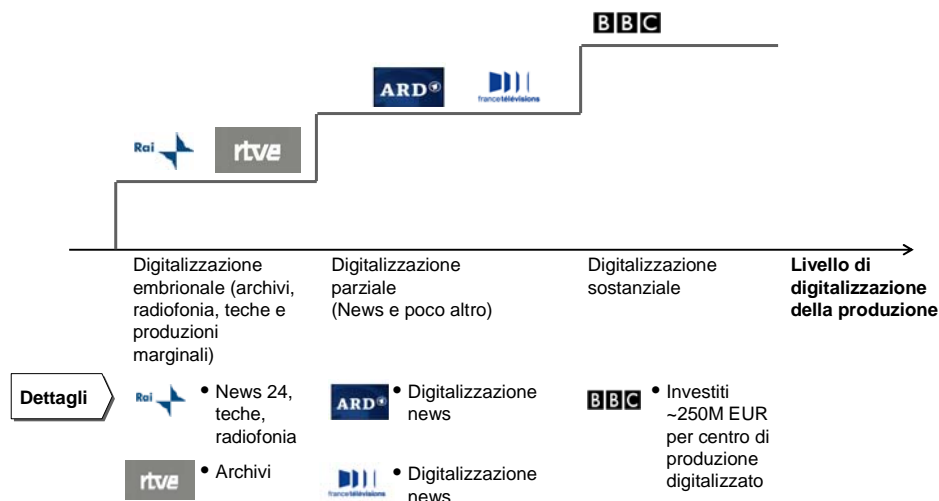 BBC
ARD
francetélévisions
Rai
rtve
Digitalizzazione
embrionale (archivi,
radiofonia, teche e
produzioni
marginali)
Digitalizzazione
parziale
(News e poco altro)
Digitalizzazione
sostanziale
Livello di
digitalizzazione
della produzione
Dettagli
Rai
• News 24,
teche,
radiofonia
rtve
• Archivi
ARD
• Digitalizzazione
news
francetélévisions
• Digitalizzazione
news
BBC
• Investiti
~250M EUR
per centro di
produzione
digitalizzato